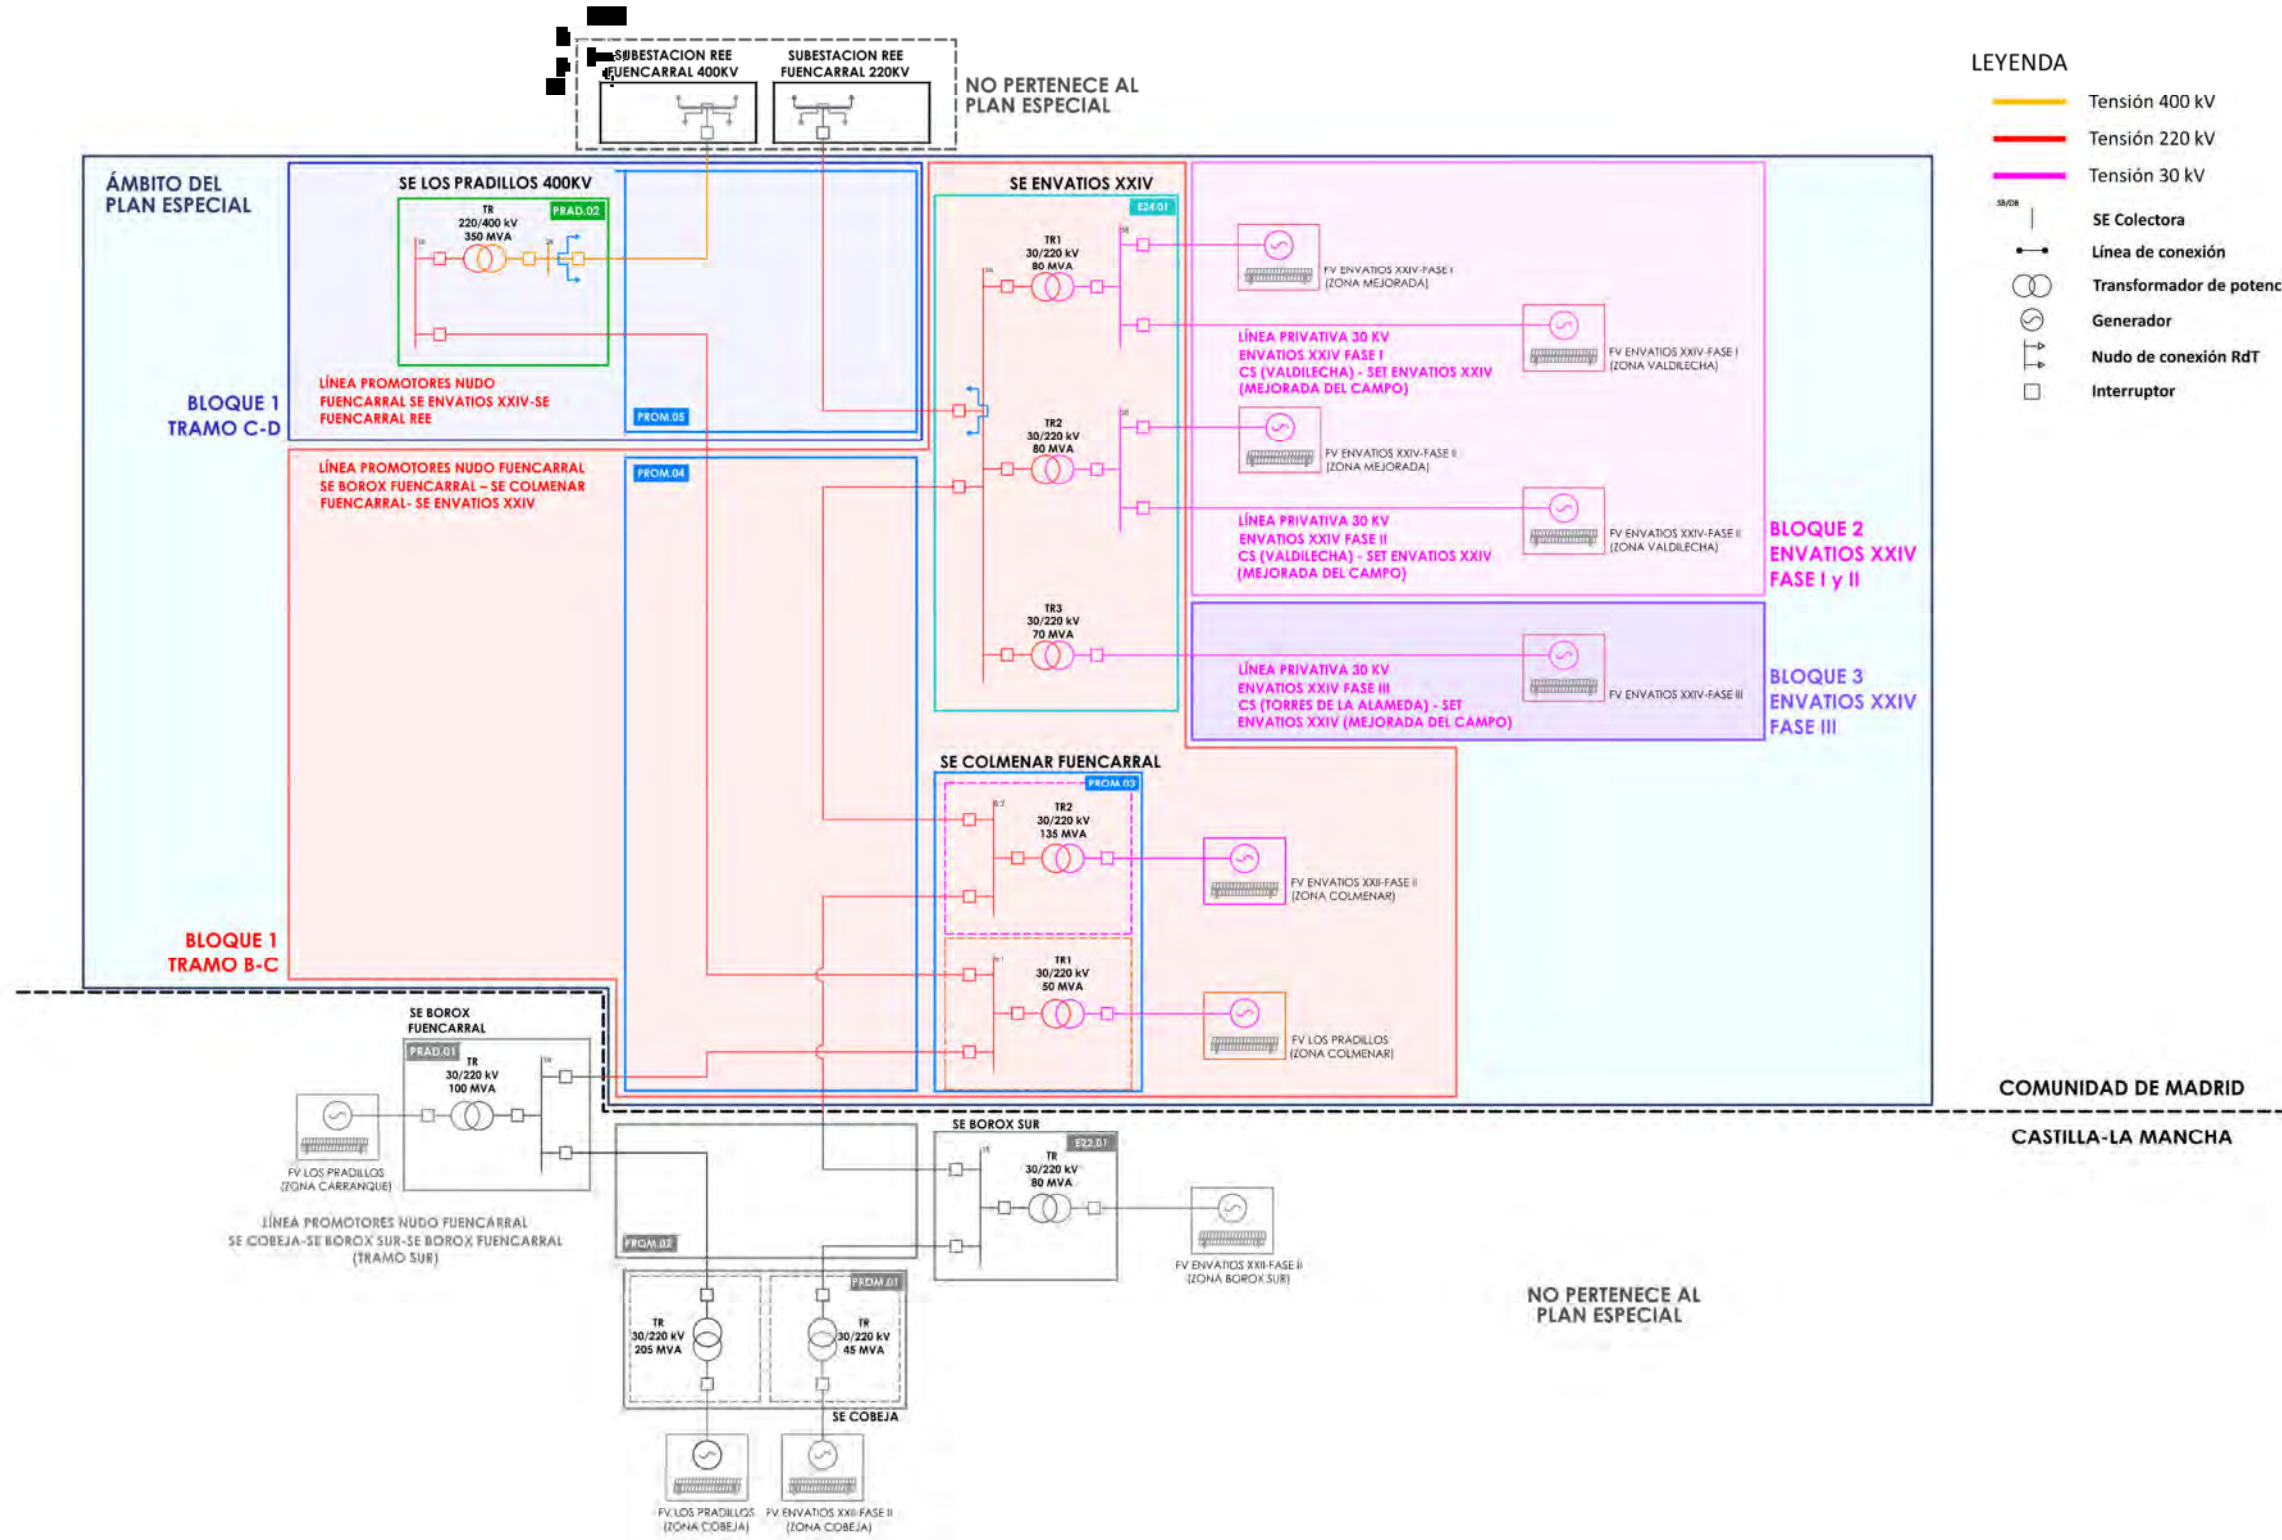 SUBESTACION REE
FUENCARRAL 400KV
SUBESTACION REE
FUENCARRAL 220KV
NO PERTENECE AL
PLAN ESPECIAL
LEYENDA
Tensión 400 kV
Tensión 220 kV
Tensión 30 kV
SB/DB
SE Colectora
Línea de conexión
Transformador de potenc
Generador
Nudo de conexión RdT
Interruptor
ÁMBITO DEL
PLAN ESPECIAL
SE LOS PRADILLOS 400KV
PRAD.02
TR
220/400 kV
350 MVA
LÍNEA PROMOTORES NUDO
FUENCARRAL SE ENVATIOS XXIV-SE
FUENCARRAL REE
BLOQUE 1
TRAMO C-D
PROM.05
SE ENVATIOS XXIV
E24.01
TR1
30/220 kV
80 MVA
TR2
30/220 kV
80 MVA
TR3
30/220 kV
70 MVA
FV ENVATIOS XXIV-FASE I
(ZONA MEJORADA)
LÍNEA PRIVATIVA 30 KV
ENVATIOS XXIV FASE I
CS (VALDILECHA) - SET ENVATIOS XXIV
(MEJORADA DEL CAMPO)
FV ENVATIOS XXIV-FASE I
(ZONA VALDILECHA)
FV ENVATIOS XXIV-FASE II
(ZONA MEJORADA)
LÍNEA PRIVATIVA 30 KV
ENVATIOS XXIV FASE II
CS (VALDILECHA) - SET ENVATIOS XXIV
(MEJORADA DEL CAMPO)
FV ENVATIOS XXIV-FASE II
(ZONA VALDILECHA)
BLOQUE 2
ENVATIOS XXIV
FASE I y II
LÍNEA PRIVATIVA 30 KV
ENVATIOS XXIV FASE III
CS (TORRES DE LA ALAMEDA) - SET
ENVATIOS XXIV (MEJORADA DEL CAMPO)
FV ENVATIOS XXIV-FASE III
BLOQUE 3
ENVATIOS XXIV
FASE III
LÍNEA PROMOTORES NUDO FUENCARRAL
SE BOROX FUENCARRAL – SE COLMENAR
FUENCARRAL- SE ENVATIOS XXIV
PROM.04
BLOQUE 1
TRAMO B-C
SE COLMENAR FUENCARRAL
PROM.03
TR2
30/220 kV
135 MVA
FV ENVATIOS XXII-FASE II
(ZONA COLMENAR)
TR1
30/220 kV
50 MVA
FV LOS PRADILLOS
(ZONA COLMENAR)
COMUNIDAD DE MADRID
CASTILLA-LA MANCHA
SE BOROX
FUENCARRAL
PRAD.01
TR
30/220 kV
100 MVA
FV LOS PRADILLOS
(ZONA CARRANQUE)
LÍNEA PROMOTORES NUDO FUENCARRAL
SE COBEJA-SE BOROX SUR-SE BOROX FUENCARRAL
(TRAMO SUR)
PROM.02
SE BOROX SUR
E22.01
TR
30/220 kV
80 MVA
FV ENVATIOS XXII-FASE II
(ZONA BOROX SUR)
PROM.01
TR
30/220 kV
205 MVA
TR
30/220 kV
45 MVA
SE COBEJA
FV LOS PRADILLOS
(ZONA COBEJA)
FV ENVATIOS XXII-FASE II
(ZONA COBEJA)
NO PERTENECE AL
PLAN ESPECIAL